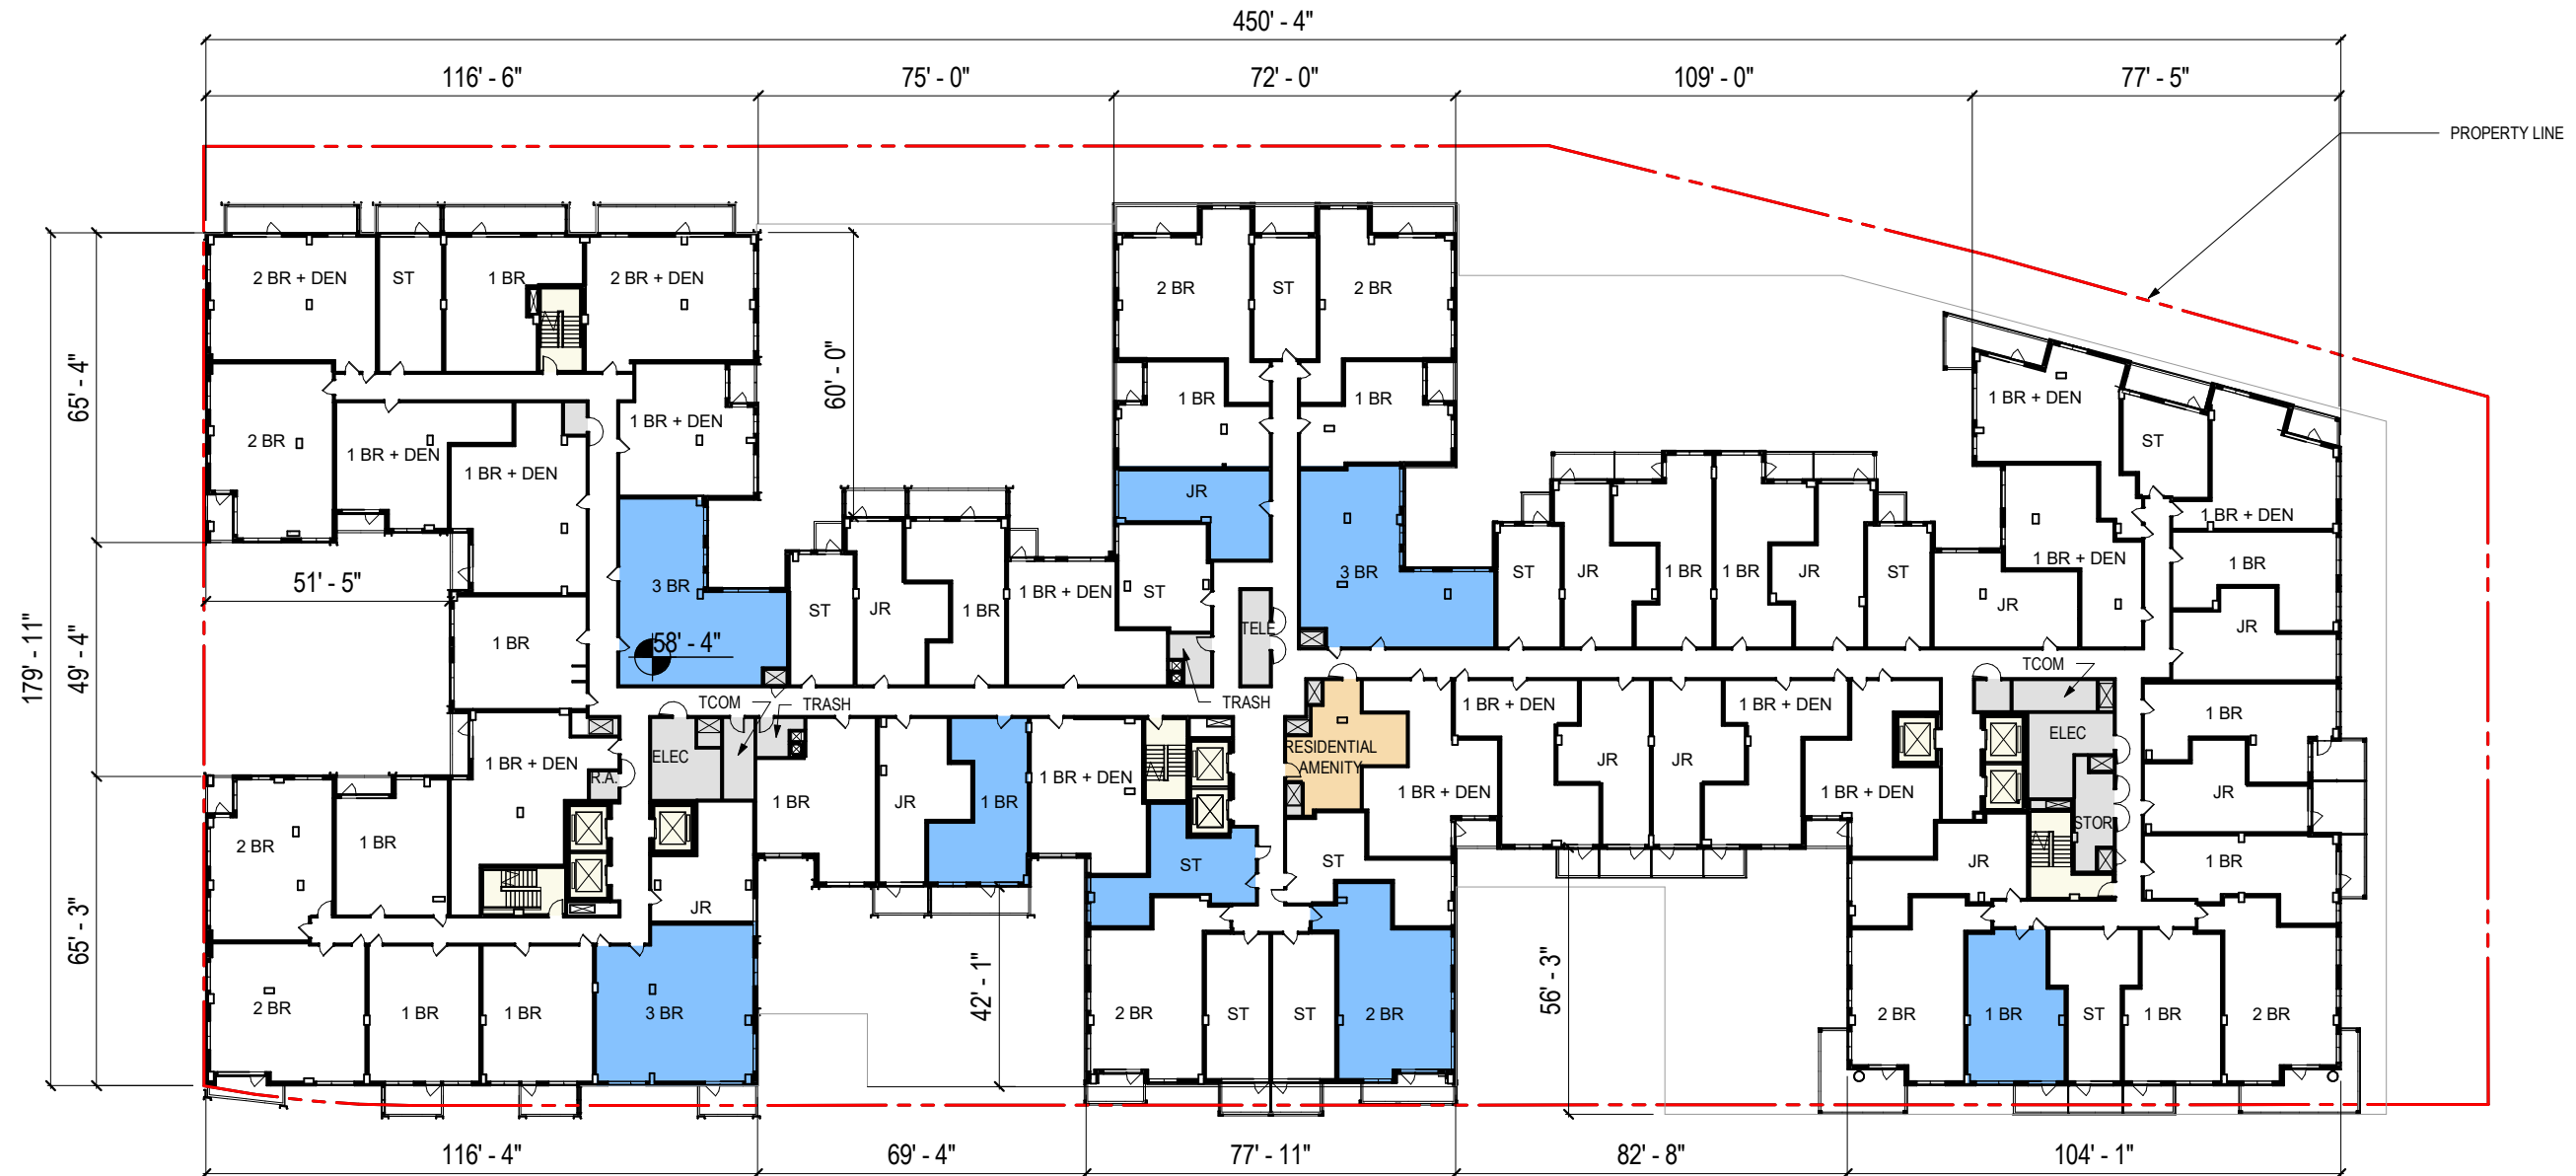 450' - 4"
116' - 6"
75' - 0"
72' - 0"
109' - 0"
77' - 5"
PROPERTY LINE
2 BR + DEN
ST
1 BR
2 BR + DEN
2 BR
ST
2 BR
65' - 4"
60' - 0"
1 BR + DEN
1 BR
1 BR
1 BR + DEN
2 BR
1 BR + DEN
1 BR + DEN
ST
JR
1 BR + DEN
51' - 5"
3 BR
ST
JR
1 BR
1 BR + DEN
ST
3 BR
ST
JR
1 BR
1 BR
JR
ST
1 BR + DEN
1 BR
JR
JR
179' - 11"
49' - 4"
1 BR
58' - 4"
TELE
TCOM
TRASH
TRASH
TCOM
1 BR + DEN
1 BR + DEN
1 BR
ELEC
RESIDENTIAL
AMENITY
ELEC
1 BR + DEN
R.A.
1 BR
JR
1 BR
1 BR + DEN
JR
JR
1 BR + DEN
1 BR + DEN
JR
STOR
2 BR
1 BR
ST
ST
JR
1 BR
JR
65' - 3"
42' - 1"
56' - 3"
2 BR
1 BR
1 BR
3 BR
2 BR
ST
ST
2 BR
2 BR
1 BR
ST
1 BR
2 BR
116' - 4"
69' - 4"
77' - 11"
82' - 8"
104' - 1"